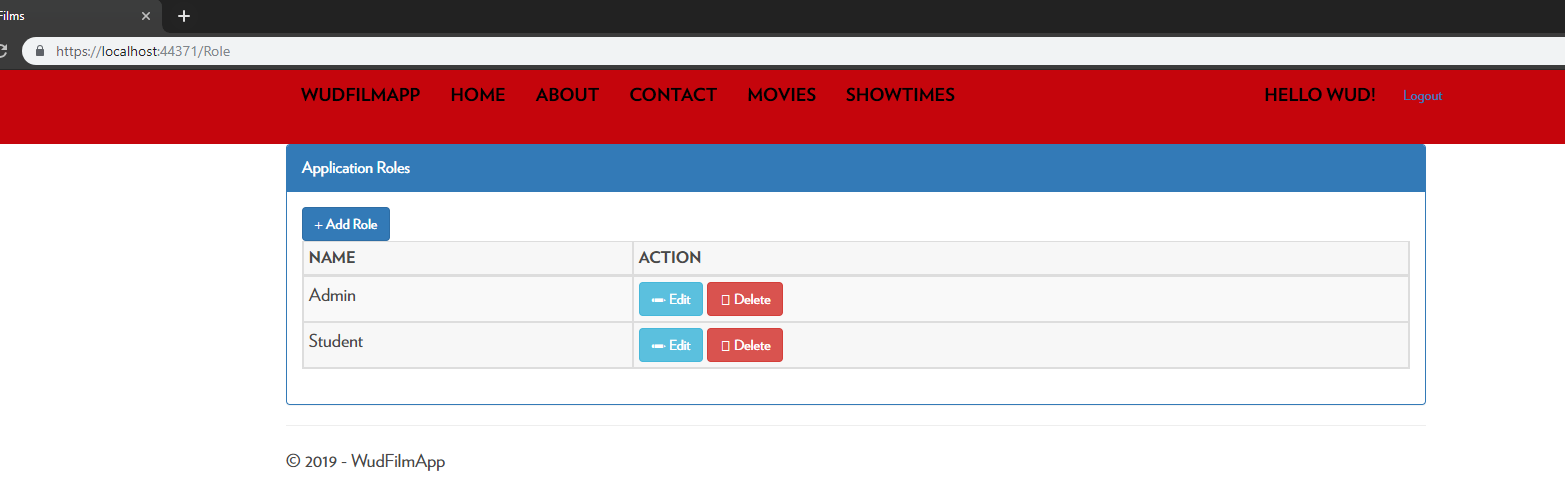 Films
https://localhost:44371/Role
WUDFILMAPP HOME ABOUT CONTACT MOVIES SHOWTIMES HELLO WUD! Logout
Application Roles
+ Add Role
NAME ACTION
Admin Edit Delete
Student Edit Delete
© 2019 - WudFilmApp